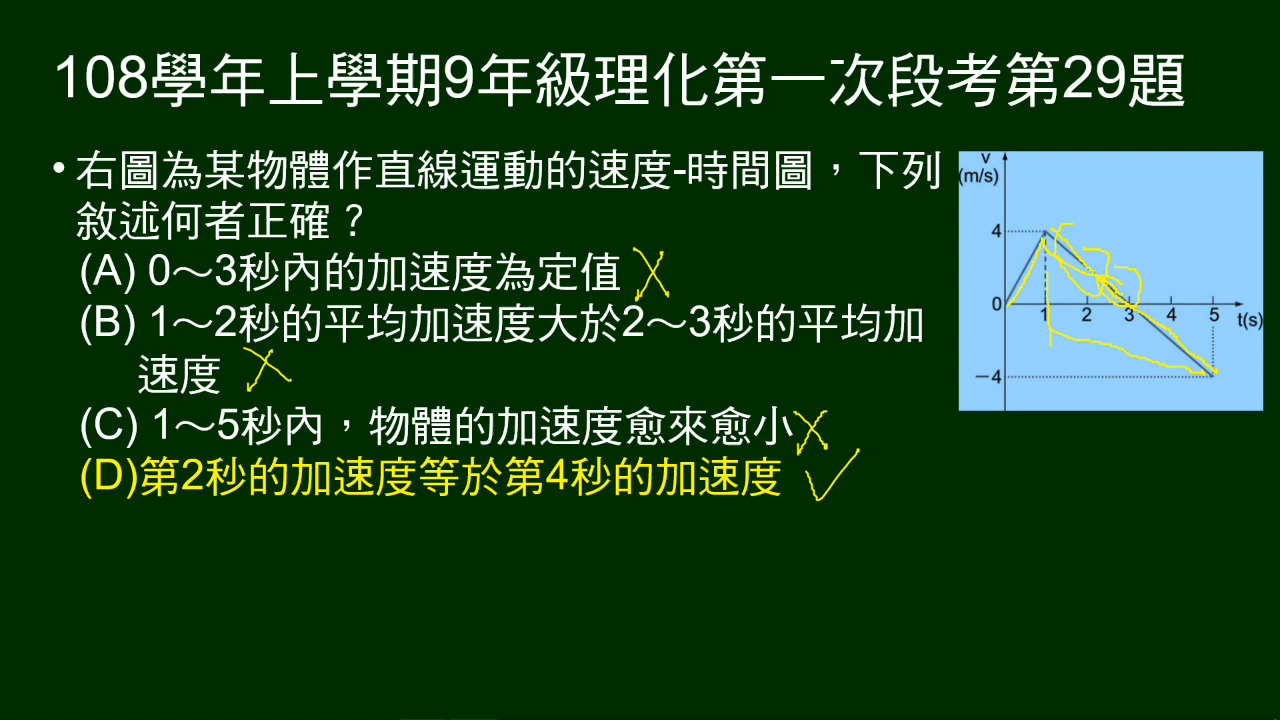 108學年上學期9年級理化第一次段考第29題
• 右圖為某物體作直線運動的速度-時間圖，下列
敘述何者正確？
(A) 0～3秒內的加速度為定值
(B) 1～2秒的平均加速度大於2～3秒的平均加
速度
(C) 1～5秒內，物體的加速度愈來愈小
(D)第2秒的加速度等於第4秒的加速度
v
(m/s)
4
0
1 2 3 4 5
t(s)
－4